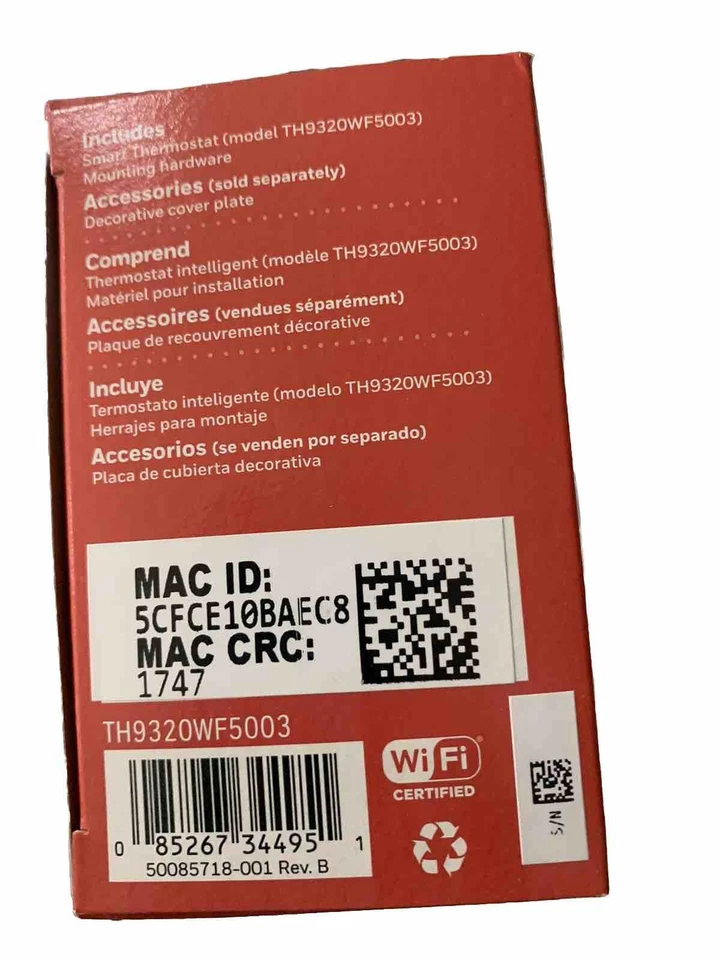 Includes
Smart Thermostat (model TH9320WF5003)
Mounting hardware
Accessories (sold separately)
Decorative cover plate
Comprend
Thermostat intelligent (modèle TH9320WF5003)
Matériel pour installation
Accessoires (vendues séparément)
Plaque de recouvrement décorative
Incluye
Termostato inteligente (modelo TH9320WF5003)
Herrajes para montaje
Accesorios (se venden por separado)
Placa de cubierta decorativa
MAC ID:
5CFCE10BAEC8
MAC CRC:
1747
TH9320WF5003
0 85267 34495 1
50085718-001 Rev. B
Wi Fi®
CERTIFIED
S/N